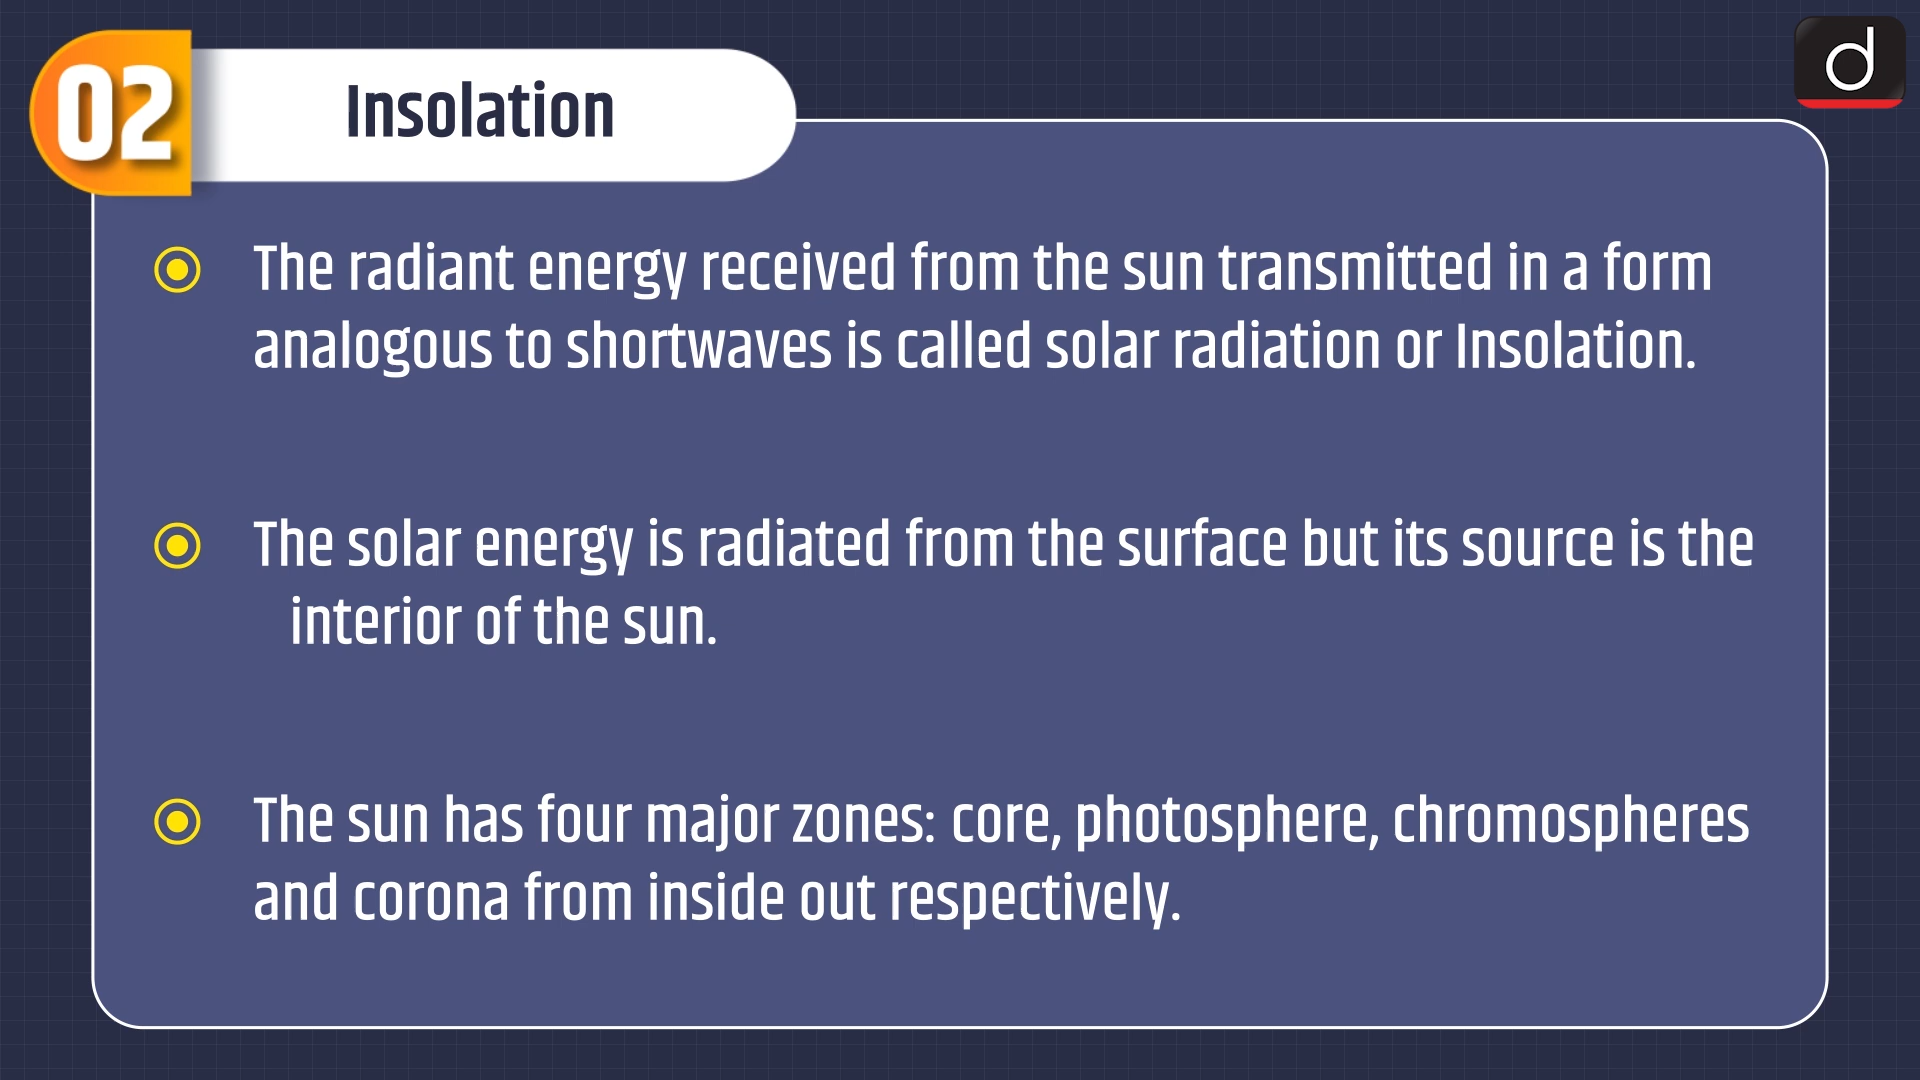 02
Insolation
d
The radiant energy received from the sun transmitted in a form
analogous to shortwaves is called solar radiation or Insolation.
The solar energy is radiated from the surface but its source is the
interior of the sun.
The sun has four major zones: core, photosphere, chromospheres
and corona from inside out respectively.